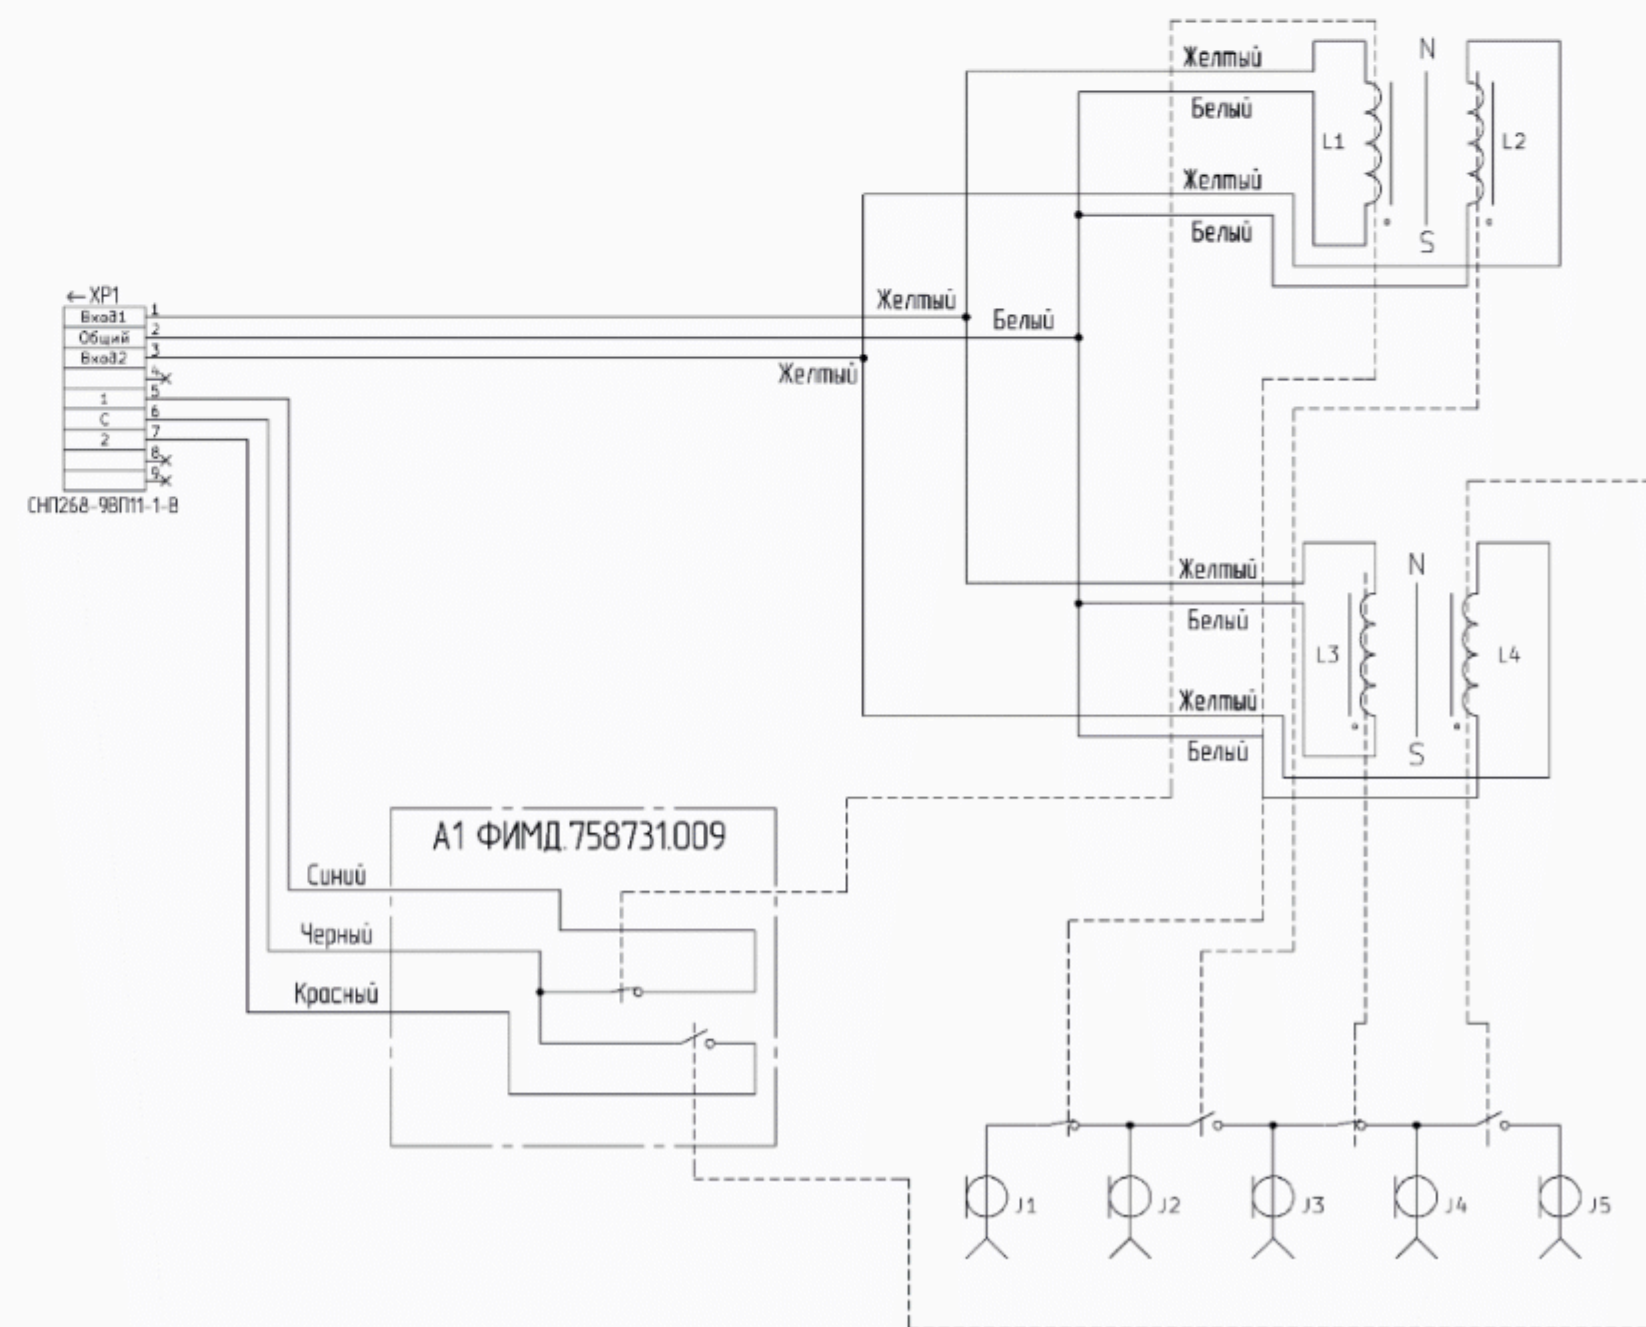 Желтый
N
Белый
L1
L2
Желтый
Белый
S
←XP1
Вход1 1
Желтый
Общий 2
Белый
Вход2 3
Желтый
4
1 5
С 6
2 7
8
9
СНП268-9ВП11-1-В
Желтый
N
Белый
L3
L4
Желтый
Белый
S
А1 ФИМД.758731.009
Синий
Черный
Красный
J1
J2
J3
J4
J5